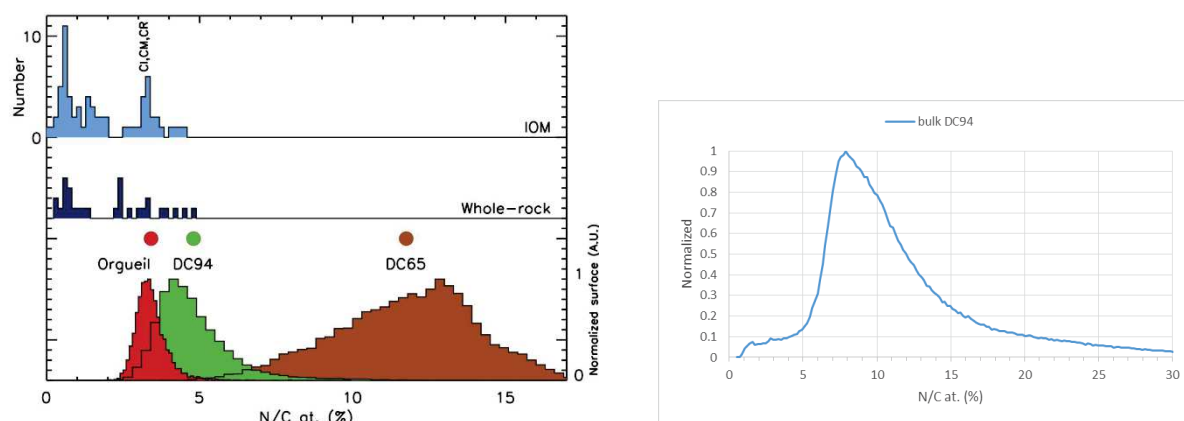 10
Number
0
CI,CM,CR
IOM
Whole-rock
Orgueil
DC94
DC65
1
Normalized surface (A.U.)
0
0 5 10 15
N/C at. (%)
bulk DC94
1
0.9
0.8
0.7
0.6
0.5
0.4
0.3
0.2
0.1
0
Normalized
0 5 10 15 20 25 30
N/C at. (%)